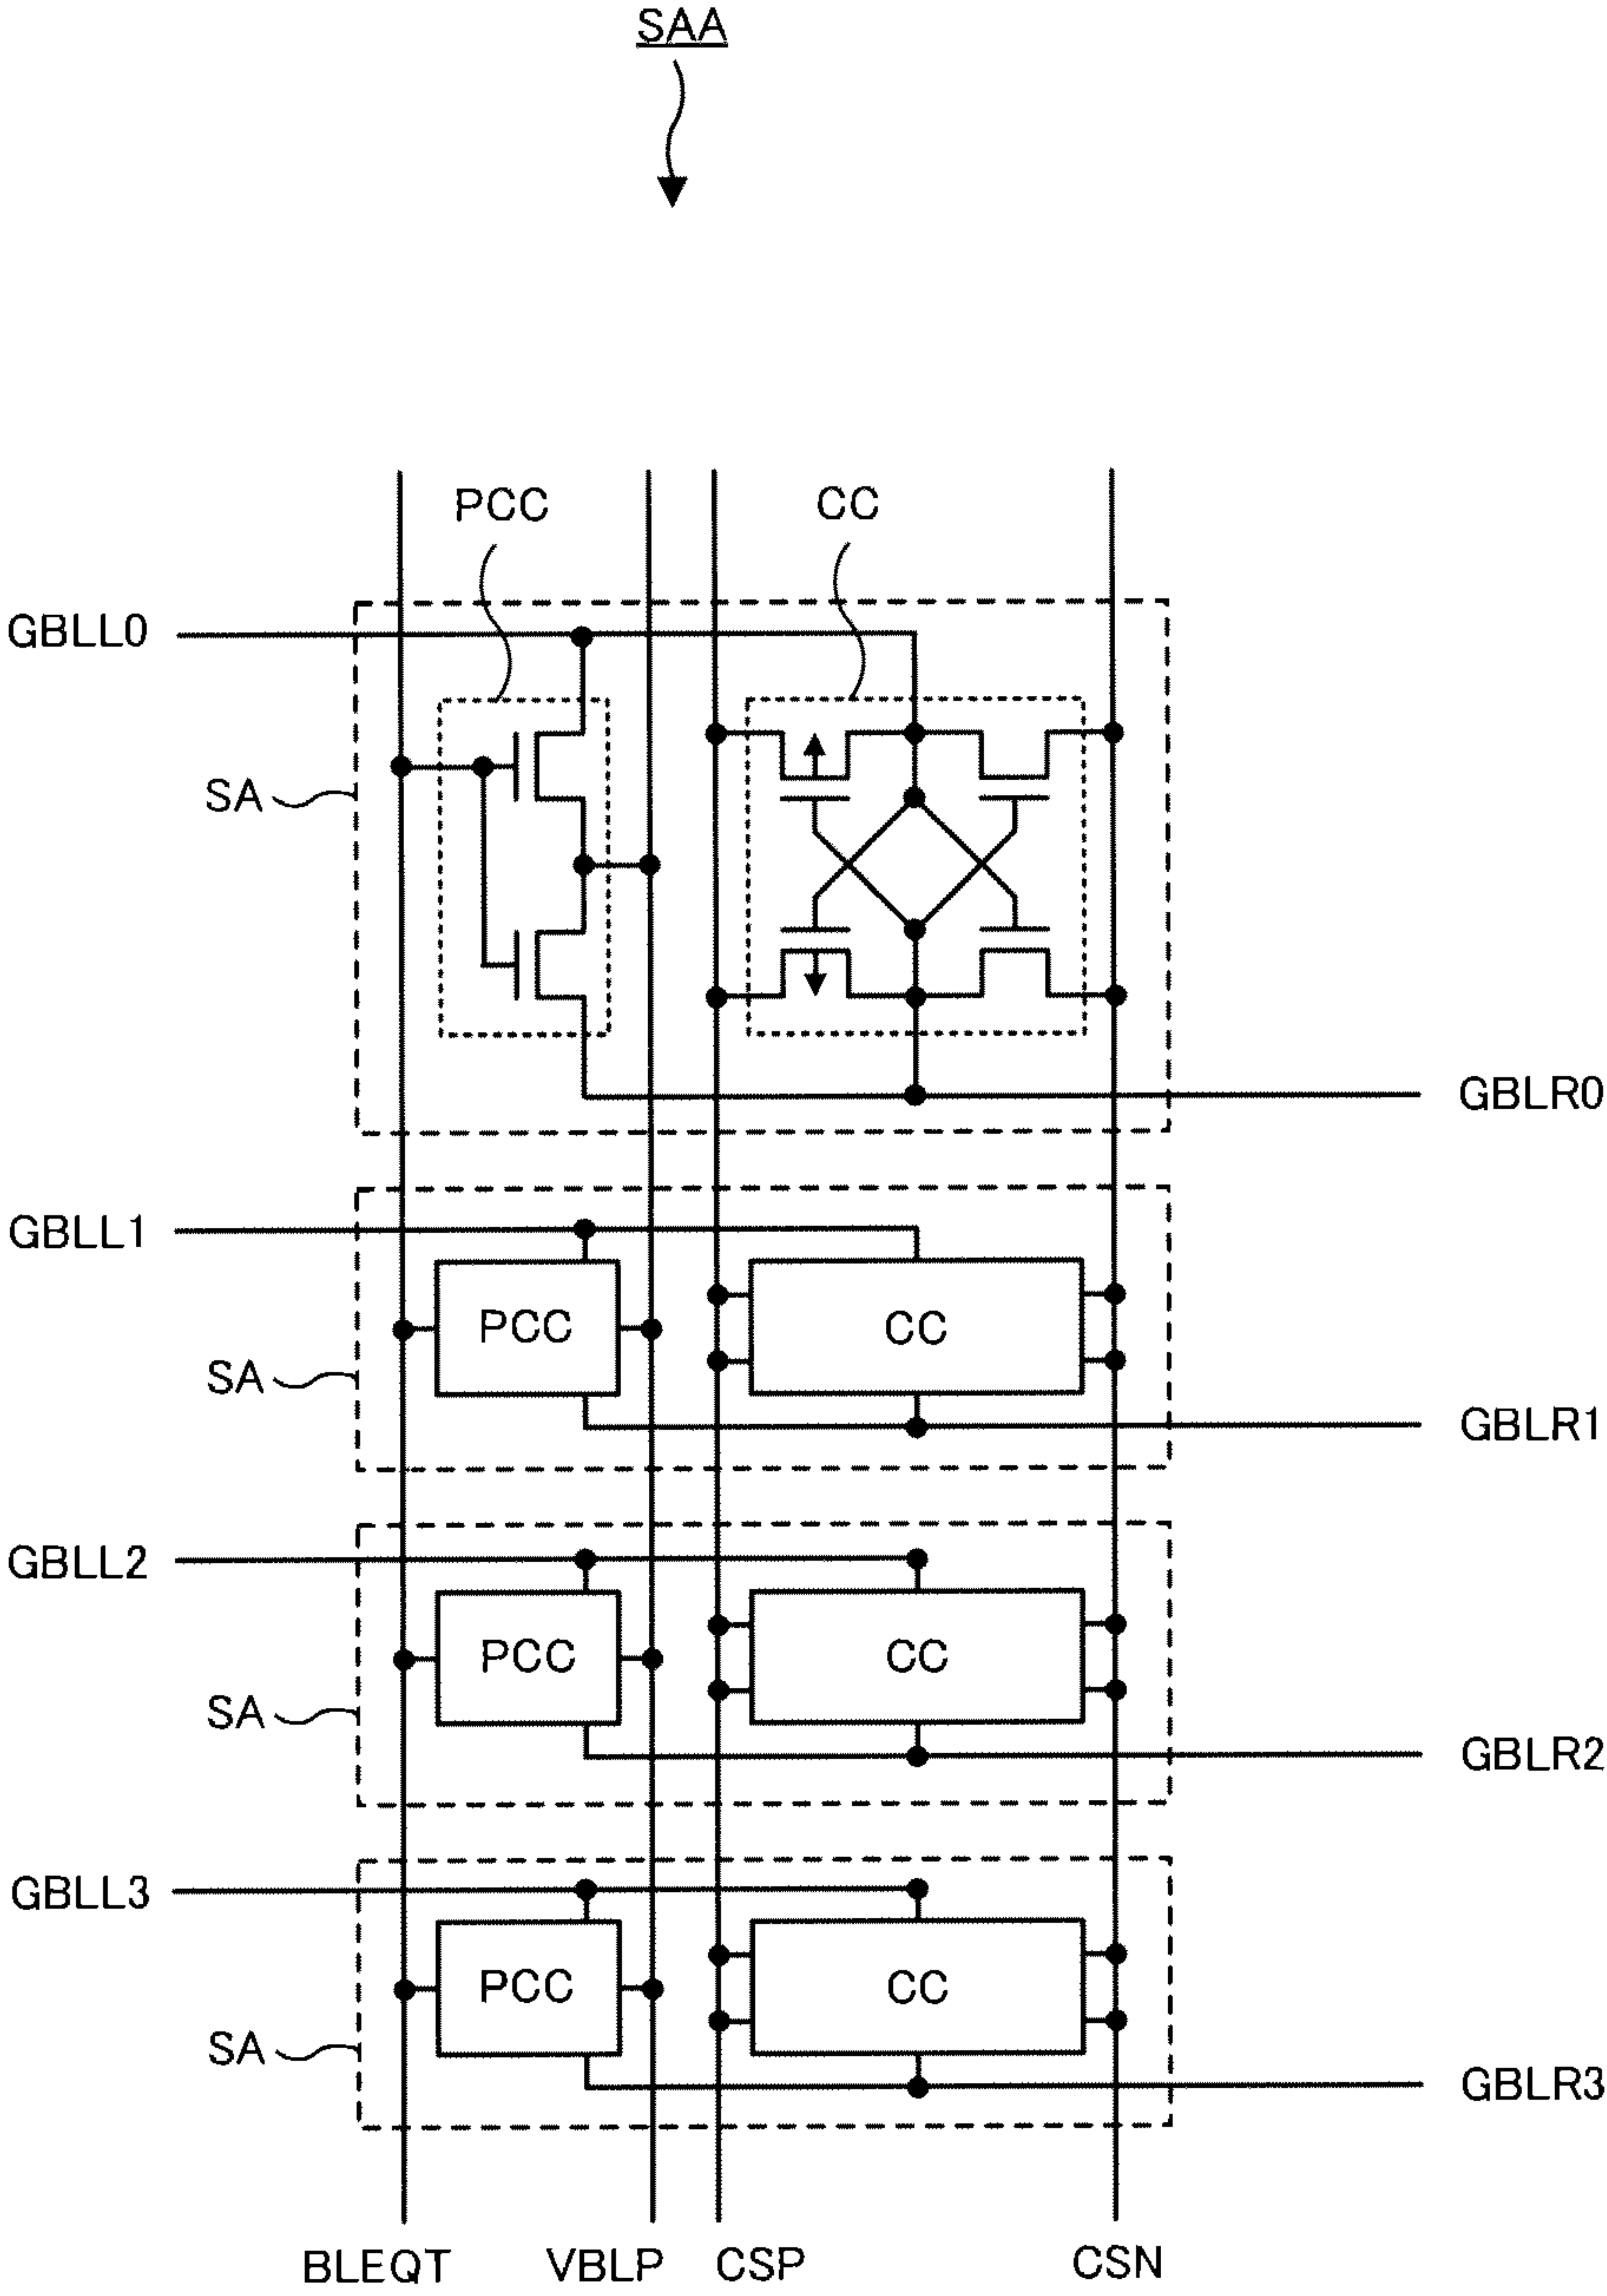 SAA
PCC CC
GBLL0
SA
GBLR0
GBLL1
PCC CC
SA
GBLR1
GBLL2
PCC CC
SA
GBLR2
GBLL3
PCC CC
SA
GBLR3
BLEQT VBLP CSP CSN